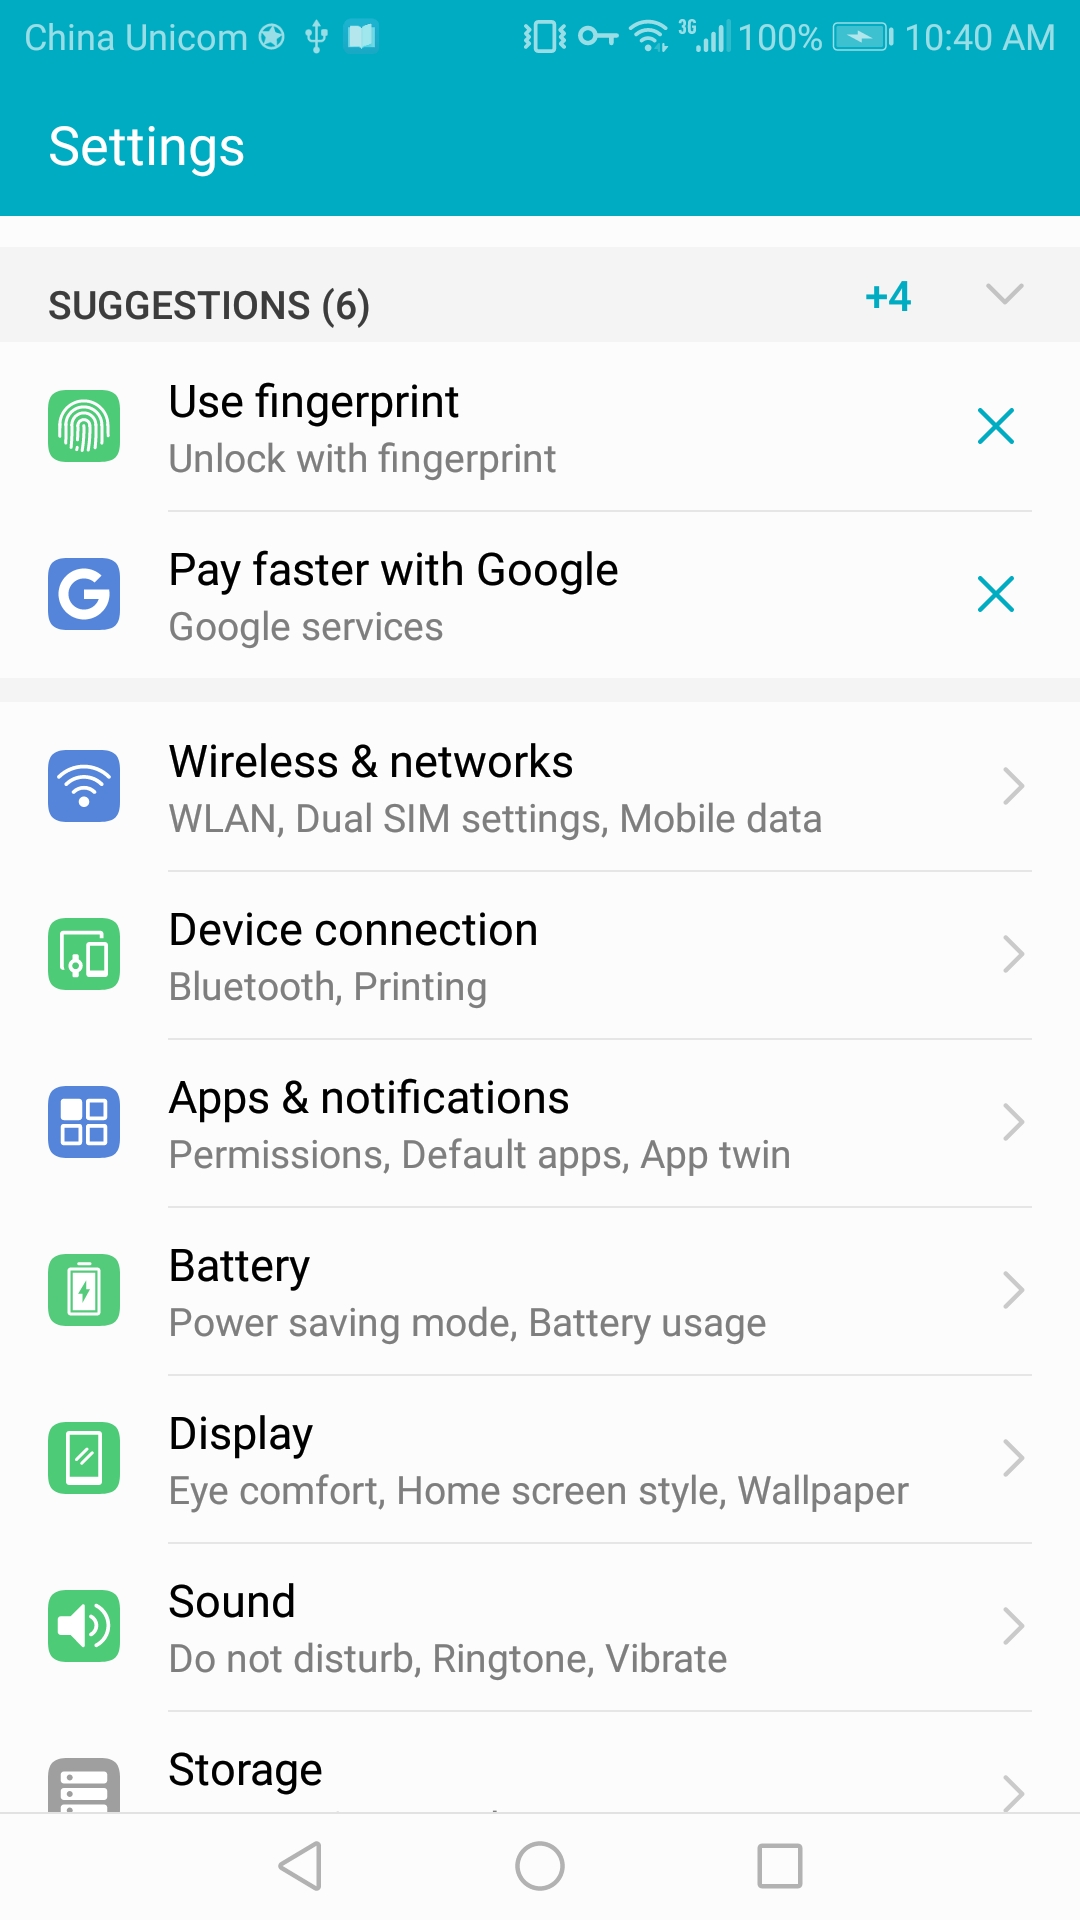 China Unicom 3G 100% 10:40 AM
Settings
SUGGESTIONS (6) +4
Use fingerprint
Unlock with fingerprint
Pay faster with Google
Google services
Wireless & networks
WLAN, Dual SIM settings, Mobile data
Device connection
Bluetooth, Printing
Apps & notifications
Permissions, Default apps, App twin
Battery
Power saving mode, Battery usage
Display
Eye comfort, Home screen style, Wallpaper
Sound
Do not disturb, Ringtone, Vibrate
Storage